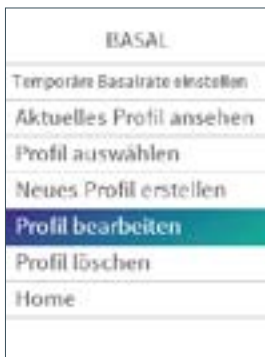 BASAL
Temporäre Basalrate einstellen
Aktuelles Profil ansehen
Profil auswählen
Neues Profil erstellen
Profil bearbeiten
Profil löschen
Home